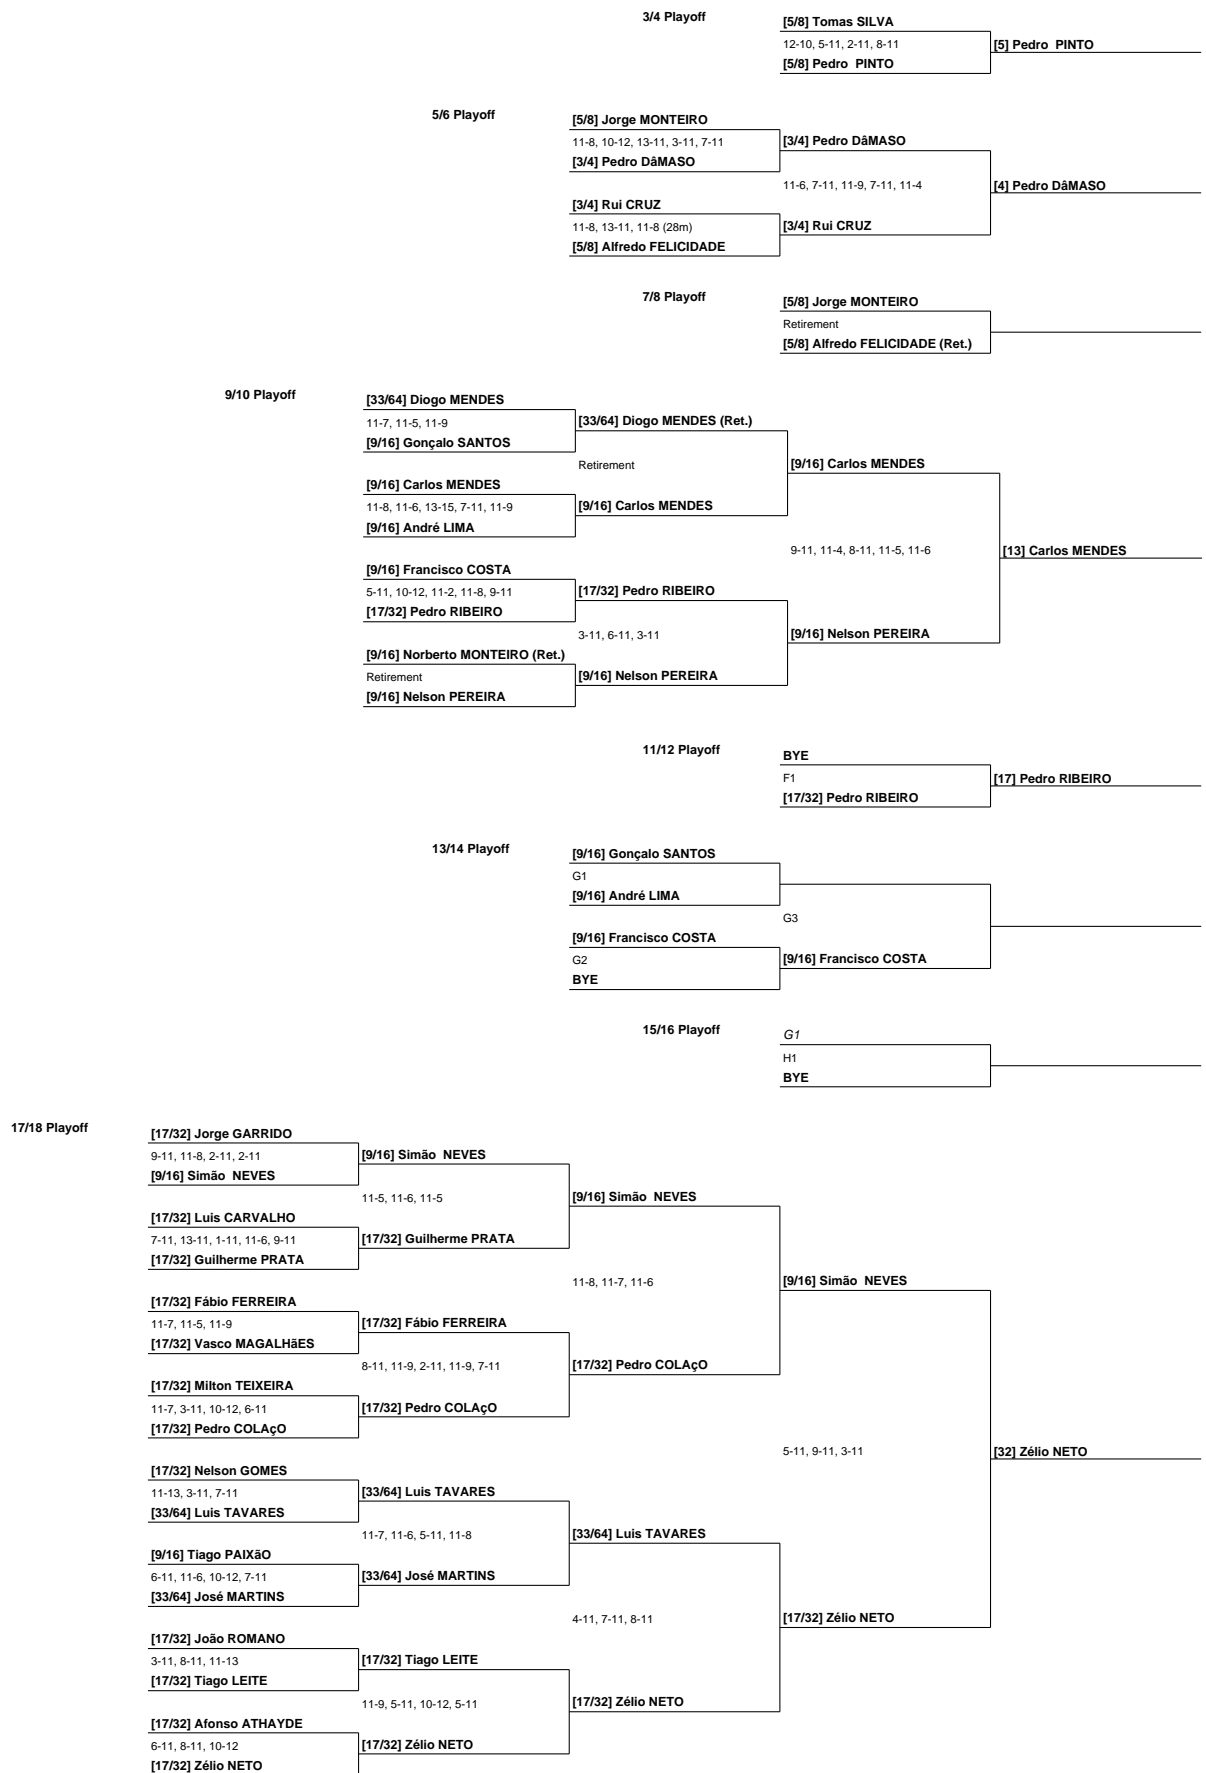 3/4 Playoff
[5/8] Tomas SILVA
12-10, 5-11, 2-11, 8-11
[5] Pedro PINTO
[5/8] Pedro PINTO
5/6 Playoff
[5/8] Jorge MONTEIRO
11-8, 10-12, 13-11, 3-11, 7-11
[3/4] Pedro DâMASO
[3/4] Pedro DâMASO
11-6, 7-11, 11-9, 7-11, 11-4
[4] Pedro DâMASO
[3/4] Rui CRUZ
11-8, 13-11, 11-8 (28m)
[3/4] Rui CRUZ
[5/8] Alfredo FELICIDADE
7/8 Playoff
[5/8] Jorge MONTEIRO
Retirement
[5/8] Alfredo FELICIDADE (Ret.)
9/10 Playoff
[33/64] Diogo MENDES
11-7, 11-5, 11-9
[33/64] Diogo MENDES (Ret.)
[9/16] Gonçalo SANTOS
Retirement
[9/16] Carlos MENDES
[9/16] Carlos MENDES
11-8, 11-6, 13-15, 7-11, 11-9
[9/16] Carlos MENDES
[9/16] André LIMA
9-11, 11-4, 8-11, 11-5, 11-6
[13] Carlos MENDES
[9/16] Francisco COSTA
5-11, 10-12, 11-2, 11-8, 9-11
[17/32] Pedro RIBEIRO
[17/32] Pedro RIBEIRO
3-11, 6-11, 3-11
[9/16] Nelson PEREIRA
[9/16] Norberto MONTEIRO (Ret.)
Retirement
[9/16] Nelson PEREIRA
[9/16] Nelson PEREIRA
11/12 Playoff
BYE
F1
[17] Pedro RIBEIRO
[17/32] Pedro RIBEIRO
13/14 Playoff
[9/16] Gonçalo SANTOS
G1
[9/16] André LIMA
G3
[9/16] Francisco COSTA
G2
[9/16] Francisco COSTA
BYE
15/16 Playoff
G1
H1
BYE
17/18 Playoff
[17/32] Jorge GARRIDO
9-11, 11-8, 2-11, 2-11
[9/16] Simão NEVES
[9/16] Simão NEVES
11-5, 11-6, 11-5
[9/16] Simão NEVES
[17/32] Luis CARVALHO
7-11, 13-11, 1-11, 11-6, 9-11
[17/32] Guilherme PRATA
[17/32] Guilherme PRATA
11-8, 11-7, 11-6
[9/16] Simão NEVES
[17/32] Fábio FERREIRA
11-7, 11-5, 11-9
[17/32] Fábio FERREIRA
[17/32] Vasco MAGALHãES
8-11, 11-9, 2-11, 11-9, 7-11
[17/32] Pedro COLAçO
[17/32] Milton TEIXEIRA
11-7, 3-11, 10-12, 6-11
[17/32] Pedro COLAçO
[17/32] Pedro COLAçO
5-11, 9-11, 3-11
[32] Zélio NETO
[17/32] Nelson GOMES
11-13, 3-11, 7-11
[33/64] Luis TAVARES
[33/64] Luis TAVARES
11-7, 11-6, 5-11, 11-8
[33/64] Luis TAVARES
[9/16] Tiago PAIXãO
6-11, 11-6, 10-12, 7-11
[33/64] José MARTINS
[33/64] José MARTINS
4-11, 7-11, 8-11
[17/32] Zélio NETO
[17/32] João ROMANO
3-11, 8-11, 11-13
[17/32] Tiago LEITE
[17/32] Tiago LEITE
11-9, 5-11, 10-12, 5-11
[17/32] Zélio NETO
[17/32] Afonso ATHAYDE
6-11, 8-11, 10-12
[17/32] Zélio NETO
[17/32] Zélio NETO